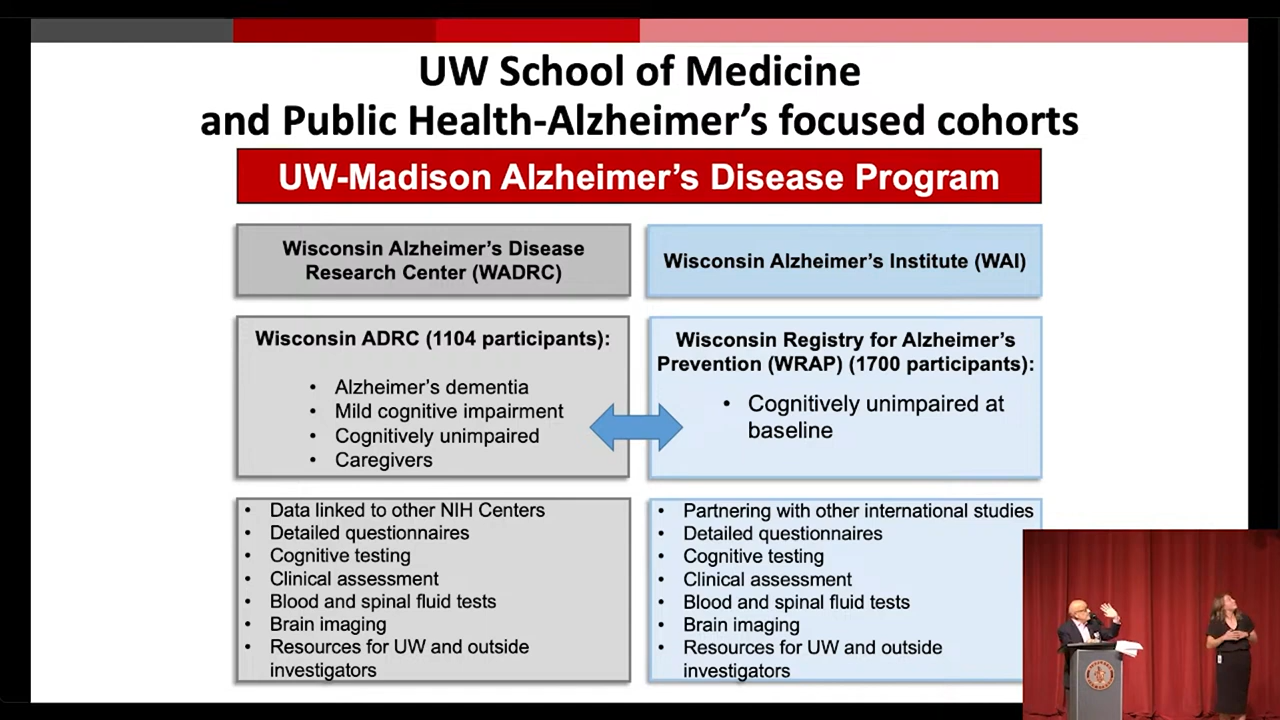 UW School of Medicine
and Public Health-Alzheimer’s focused cohorts
UW-Madison Alzheimer’s Disease Program
Wisconsin Alzheimer’s Disease
Research Center (WADRC)
Wisconsin Alzheimer’s Institute (WAI)
Wisconsin ADRC (1104 participants):
• Alzheimer’s dementia
• Mild cognitive impairment
• Cognitively unimpaired
• Caregivers
Wisconsin Registry for Alzheimer’s
Prevention (WRAP) (1700 participants):
• Cognitively unimpaired at
baseline
• Data linked to other NIH Centers
• Detailed questionnaires
• Cognitive testing
• Clinical assessment
• Blood and spinal fluid tests
• Brain imaging
• Resources for UW and outside
investigators
• Partnering with other international studies
• Detailed questionnaires
• Cognitive testing
• Clinical assessment
• Blood and spinal fluid tests
• Brain imaging
• Resources for UW and outside
investigators